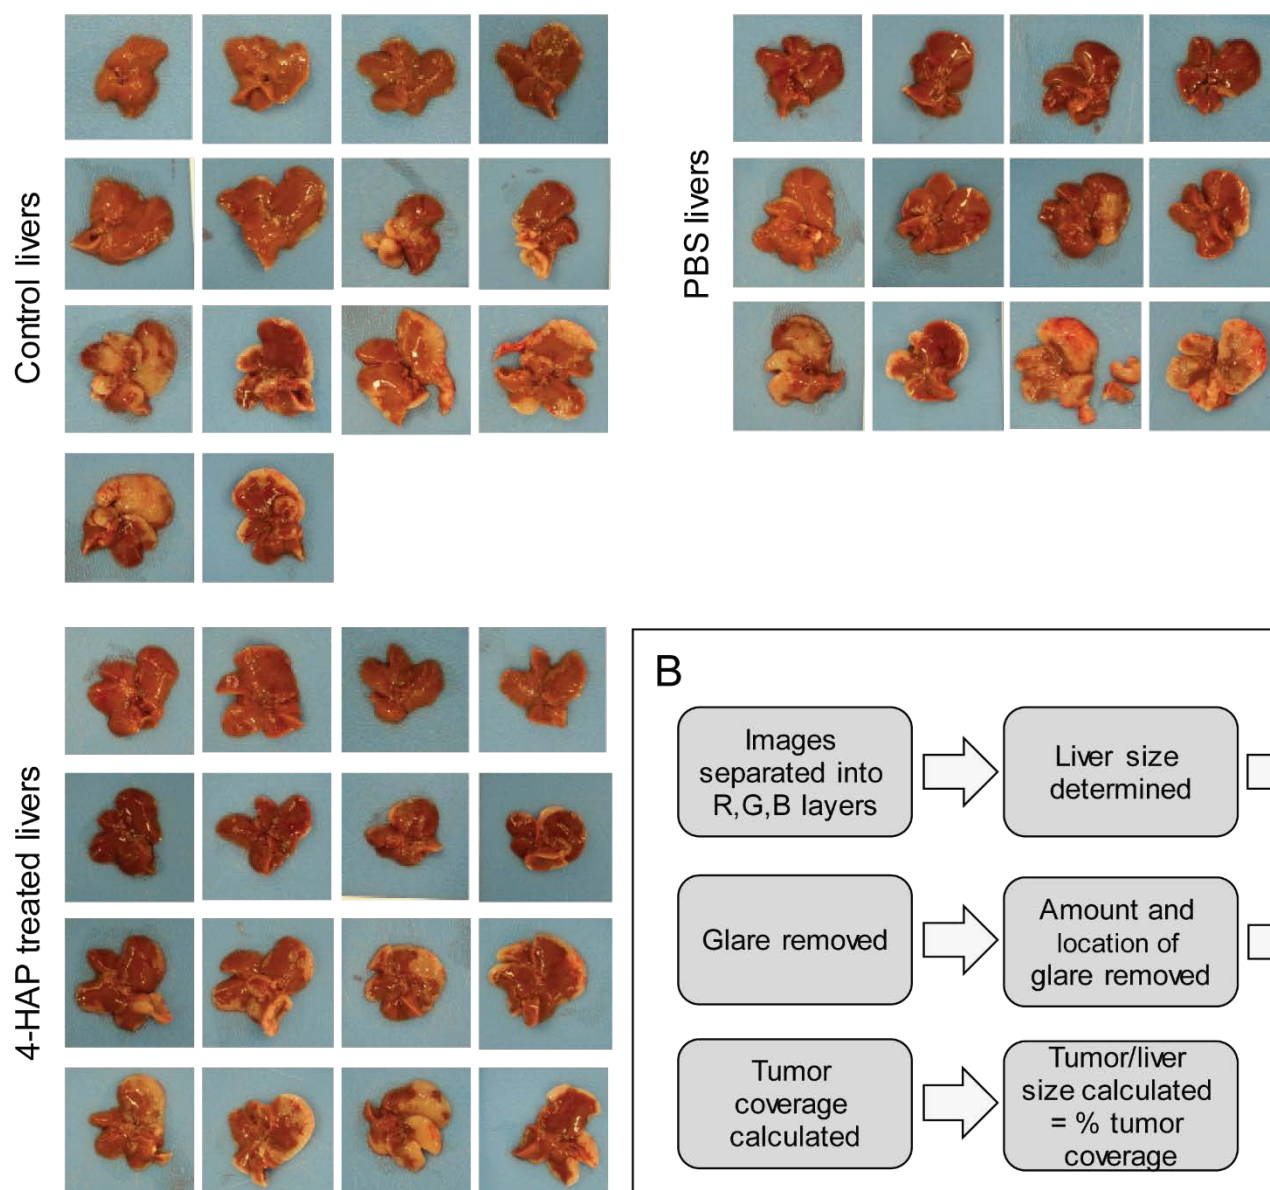 Control livers
PBS livers
4-HAP treated livers
B
Images
separated into
R,G,B layers
Liver size
determined
Glare removed
Amount and
location of
glare removed
Tumor
coverage
calculated
Tumor/liver
size calculated
= % tumor
coverage